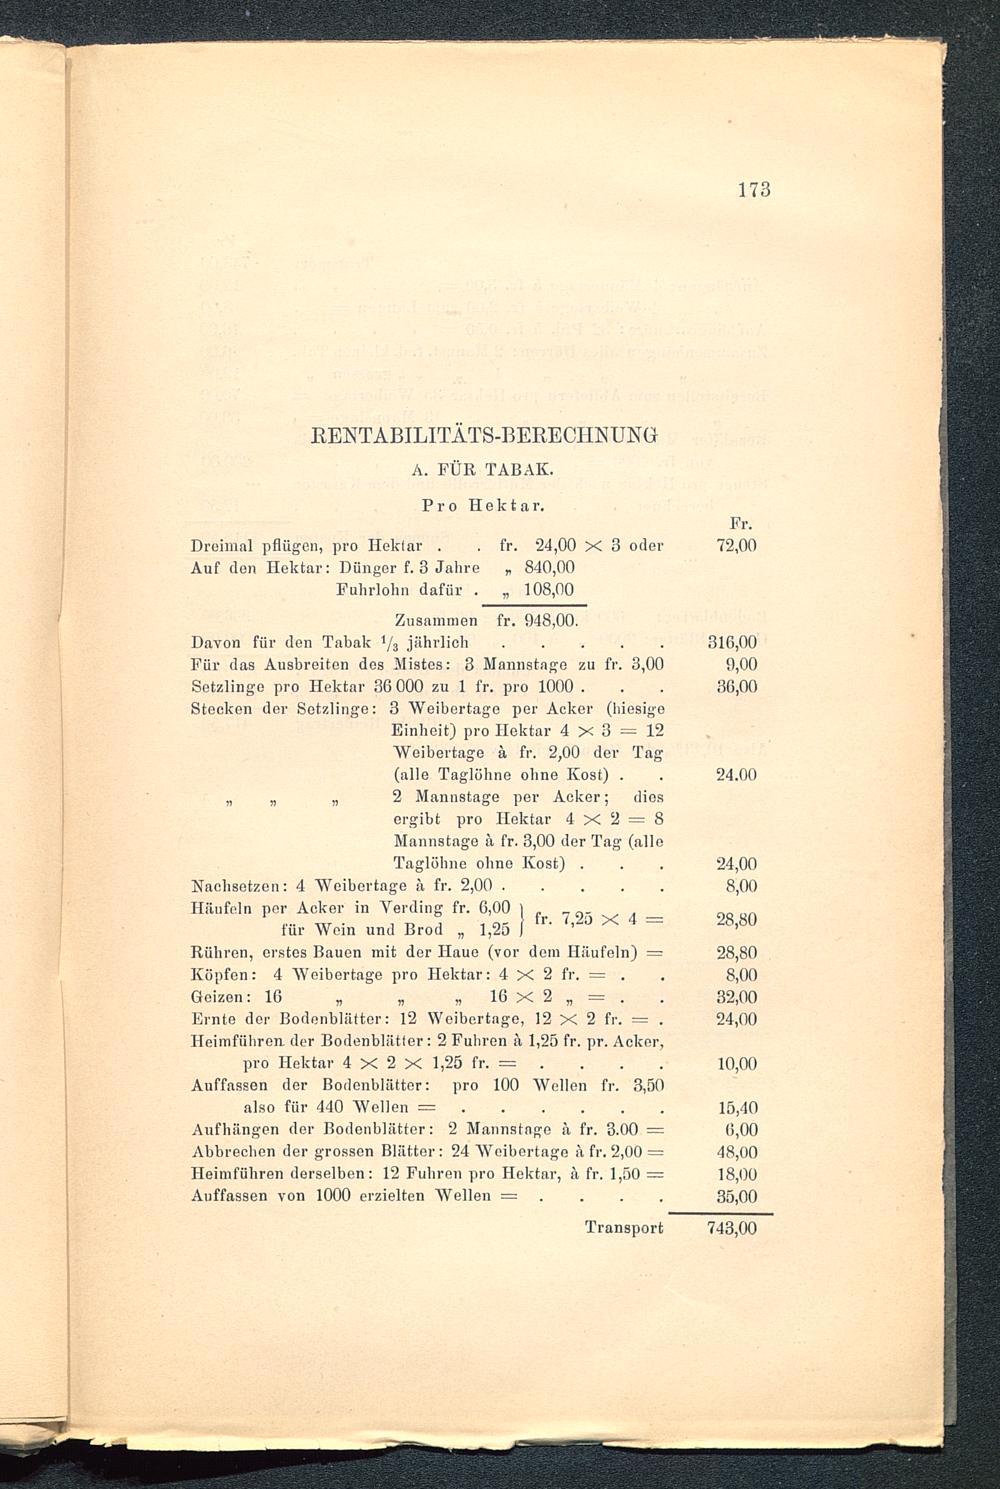 173
RENTABILITÄTS-BERECHNUNG
A. FÜR TABAK.
Pro Hektar.
Fr.
Dreimal pflügen, pro Hektar . . fr. 24,00 × 3 oder 72,00
Auf den Hektar: Dünger f. 3 Jahre „ 840,00
Fuhrlohn dafür . „ 108,00
Zusammen fr. 948,00.
Davon für den Tabak 1/3 jährlich . . . . . 316,00
Für das Ausbreiten des Mistes: 3 Mannstage zu fr. 3,00 9,00
Setzlinge pro Hektar 36 000 zu 1 fr. pro 1000 . . . 36,00
Stecken der Setzlinge: 3 Weibertage per Acker (hiesige
Einheit) pro Hektar 4 × 3 = 12
Weibertage à fr. 2,00 der Tag
(alle Taglöhne ohne Kost) . . 24.00
„ „ „ 2 Mannstage per Acker; dies
ergibt pro Hektar 4 × 2 = 8
Mannstage à fr. 3,00 der Tag (alle
Taglöhne ohne Kost) . . . 24,00
Nachsetzen: 4 Weibertage à fr. 2,00 . . . . . 8,00
Häufeln per Acker in Verding fr. 6,00 } fr. 7,25 × 4 = 28,80
für Wein und Brod „ 1,25
Rühren, erstes Bauen mit der Haue (vor dem Häufeln) = 28,80
Köpfen: 4 Weibertage pro Hektar: 4 × 2 fr. = . . 8,00
Geizen: 16 „ „ „ 16 × 2 „ = . . 32,00
Ernte der Bodenblätter: 12 Weibertage, 12 × 2 fr. = . 24,00
Heimführen der Bodenblätter: 2 Fuhren à 1,25 fr. pr. Acker,
pro Hektar 4 × 2 × 1,25 fr. = . . . . 10,00
Auffassen der Bodenblätter: pro 100 Wellen fr. 3,50
also für 440 Wellen = . . . . . . 15,40
Aufhängen der Bodenblätter: 2 Mannstage à fr. 3.00 = 6,00
Abbrechen der grossen Blätter: 24 Weibertage à fr. 2,00 = 48,00
Heimführen derselben: 12 Fuhren pro Hektar, à fr. 1,50 = 18,00
Auffassen von 1000 erzielten Wellen = . . . . 35,00
Transport 743,00